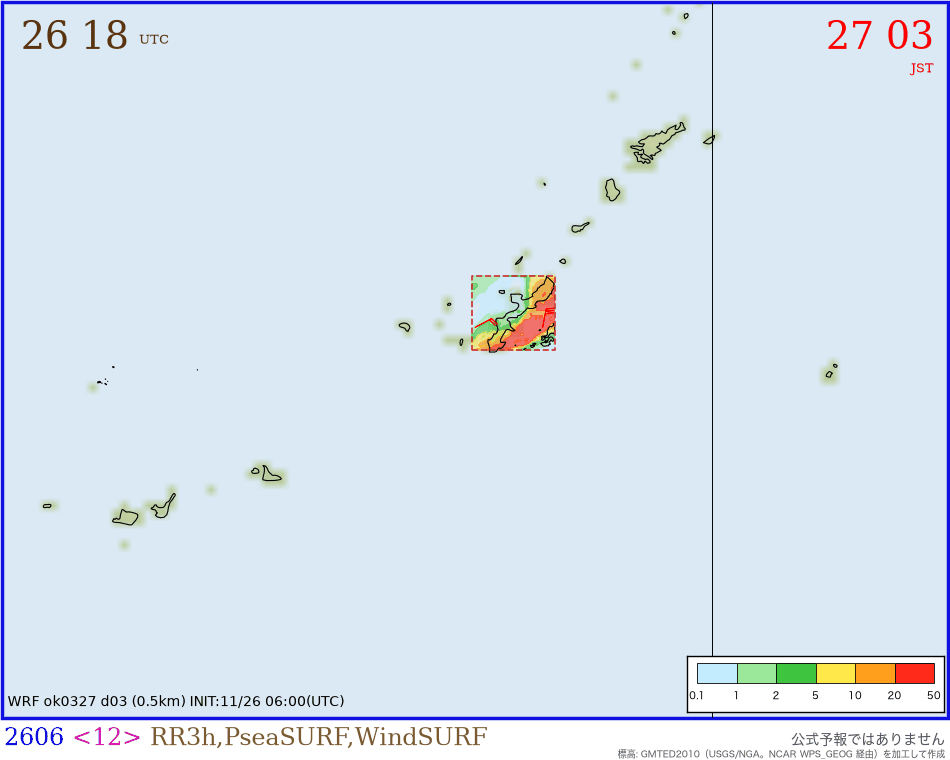 26 18 UTC
27 03
JST
0.1 1 2 5 10 20 50
WRF ok0327 d03 (0.5km) INIT:11/26 06:00(UTC)
2606 <12> RR3h,PseaSURF,WindSURF
公式予報ではありません
標高: GMTED2010（USGS/NGA。NCAR WPS_GEOG 経由）を加工して作成